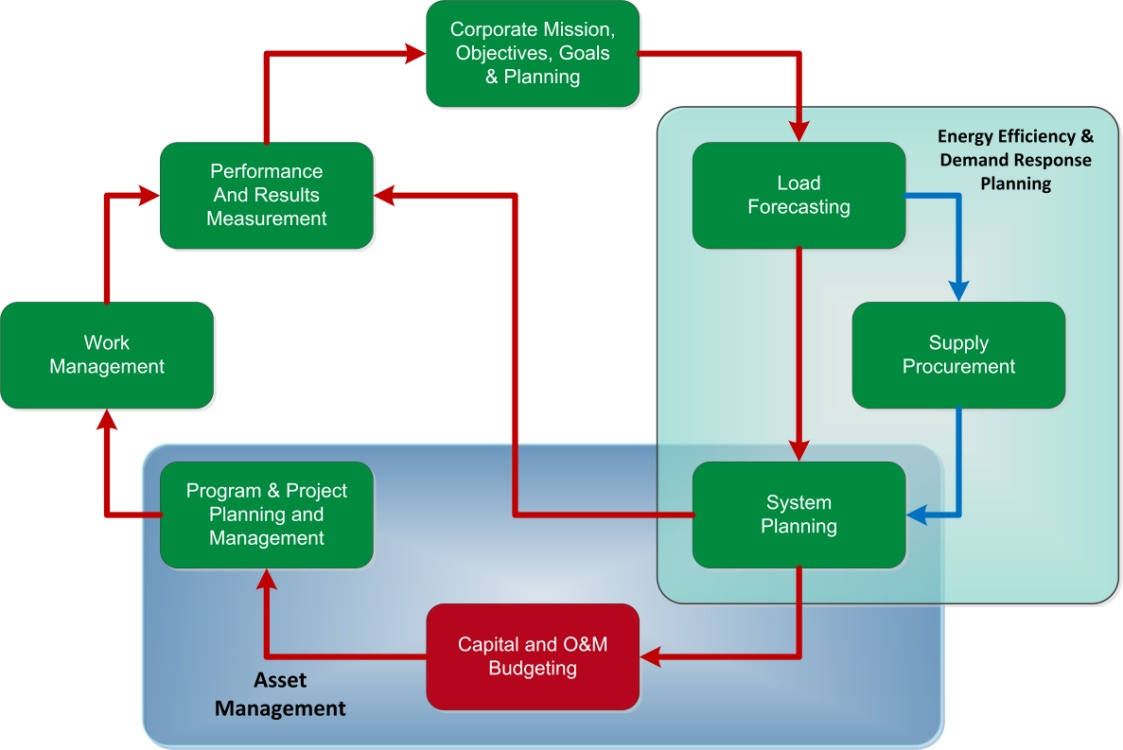 Corporate Mission,
Objectives, Goals
& Planning
Energy Efficiency &
Demand Response
Planning
Performance
And Results
Measurement
Load
Forecasting
Work
Management
Supply
Procurement
Program & Project
Planning and
Management
System
Planning
Capital and O&M
Budgeting
Asset
Management